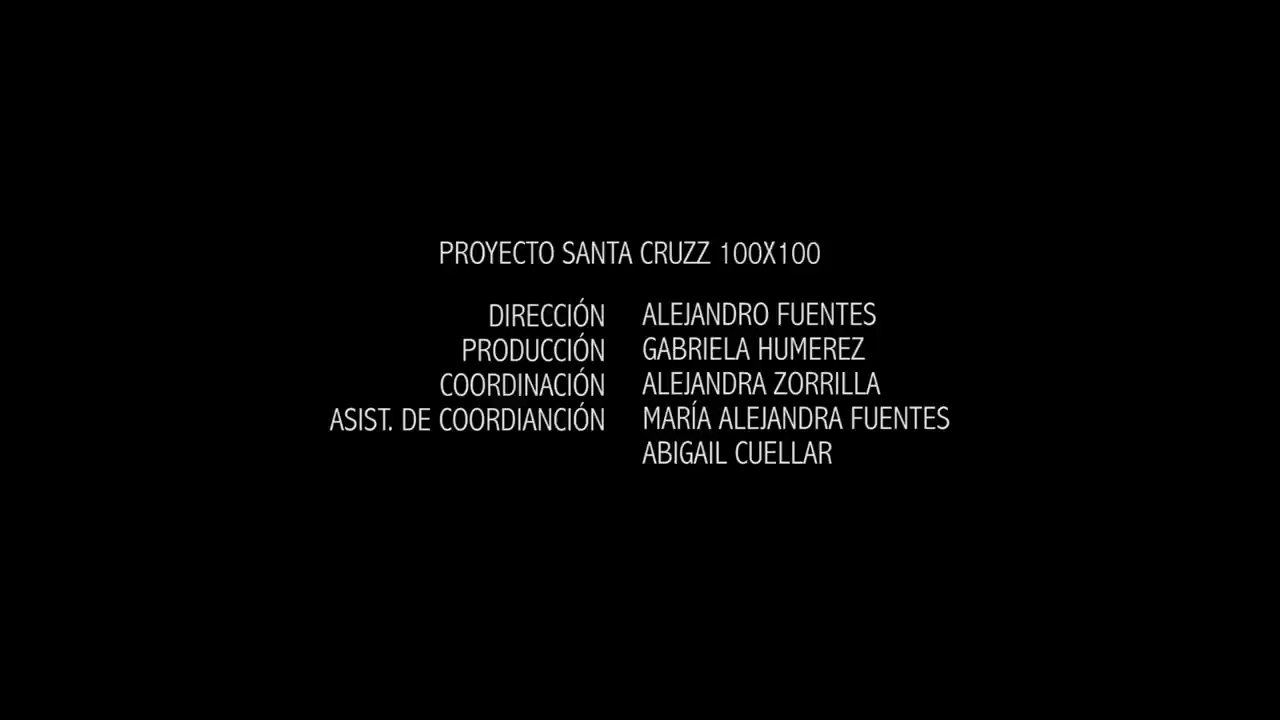 PROYECTO SANTA CRUZZ 100X100
DIRECCIÓN ALEJANDRO FUENTES
PRODUCCIÓN GABRIELA HUMEREZ
COORDINACIÓN ALEJANDRA ZORRILLA
ASIST. DE COORDIANCIÓN MARÍA ALEJANDRA FUENTES
ABIGAIL CUELLAR